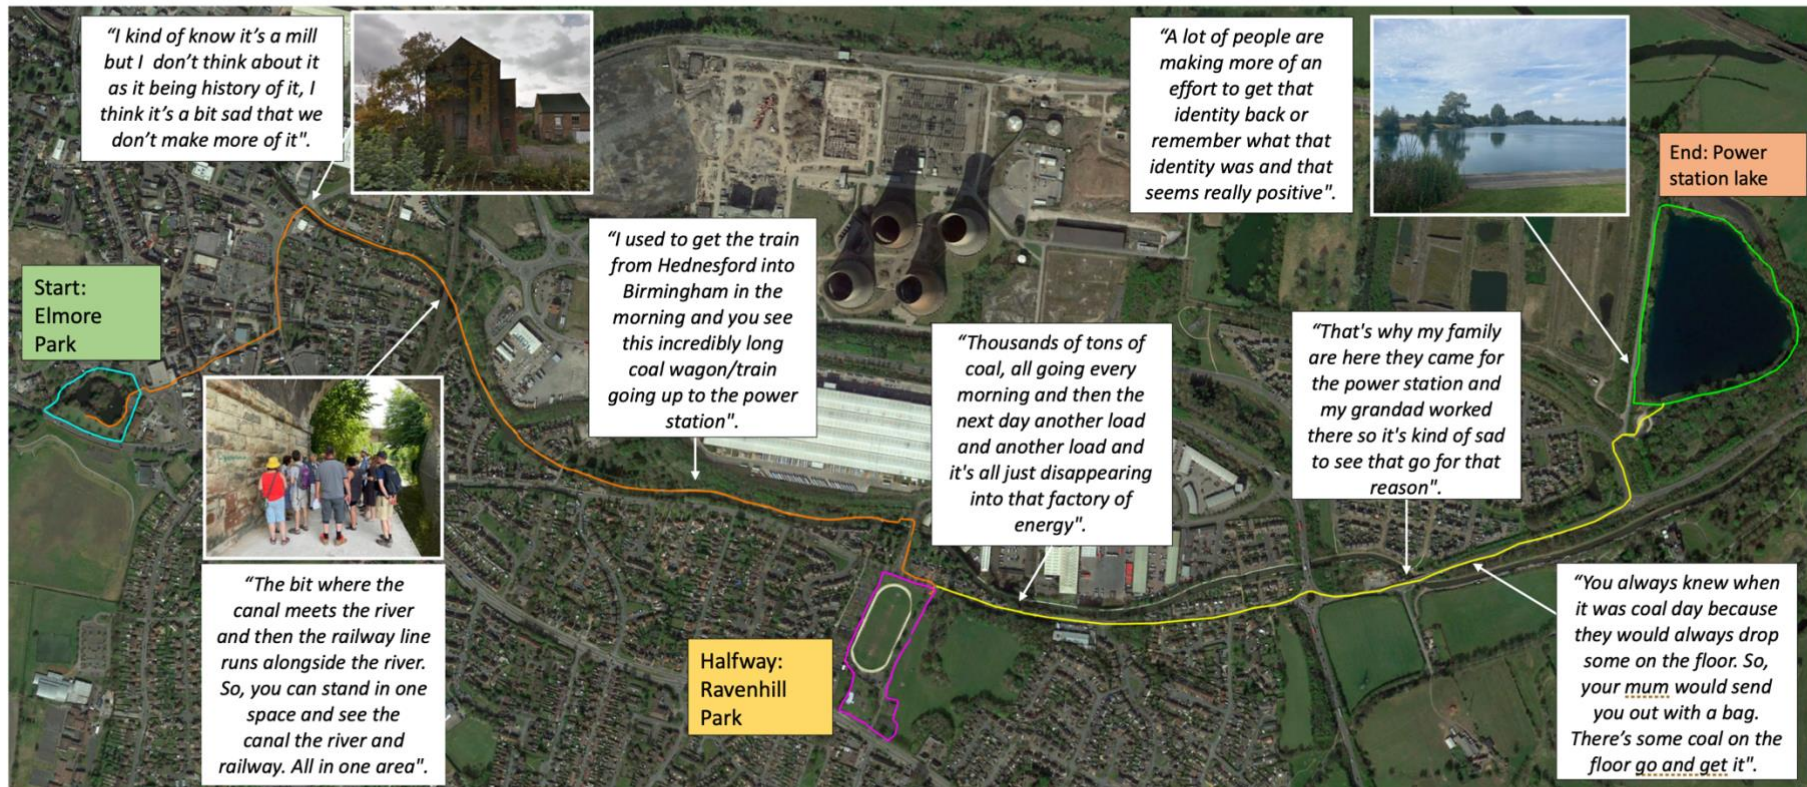 “I kind of know it’s a mill
but I don’t think about it
as it being history of it, I
think it’s a bit sad that we
don’t make more of it".
“A lot of people are
making more of an
effort to get that
identity back or
remember what that
identity was and that
seems really positive".
End: Power
station lake
Start:
Elmore
Park
“I used to get the train
from Hednesford into
Birmingham in the
morning and you see
this incredibly long
coal wagon/train
going up to the power
station".
“Thousands of tons of
coal, all going every
morning and then the
next day another load
and another load and
it's all just disappearing
into that factory of
energy".
“That's why my family
are here they came for
the power station and
my grandad worked
there so it's kind of sad
to see that go for that
reason".
“The bit where the
canal meets the river
and then the railway line
runs alongside the river.
So, you can stand in one
space and see the
canal the river and
railway. All in one area".
Halfway:
Ravenhill
Park
“You always knew when
it was coal day because
they would always drop
some on the floor. So,
your mum would send
you out with a bag.
There’s some coal on the
floor go and get it".